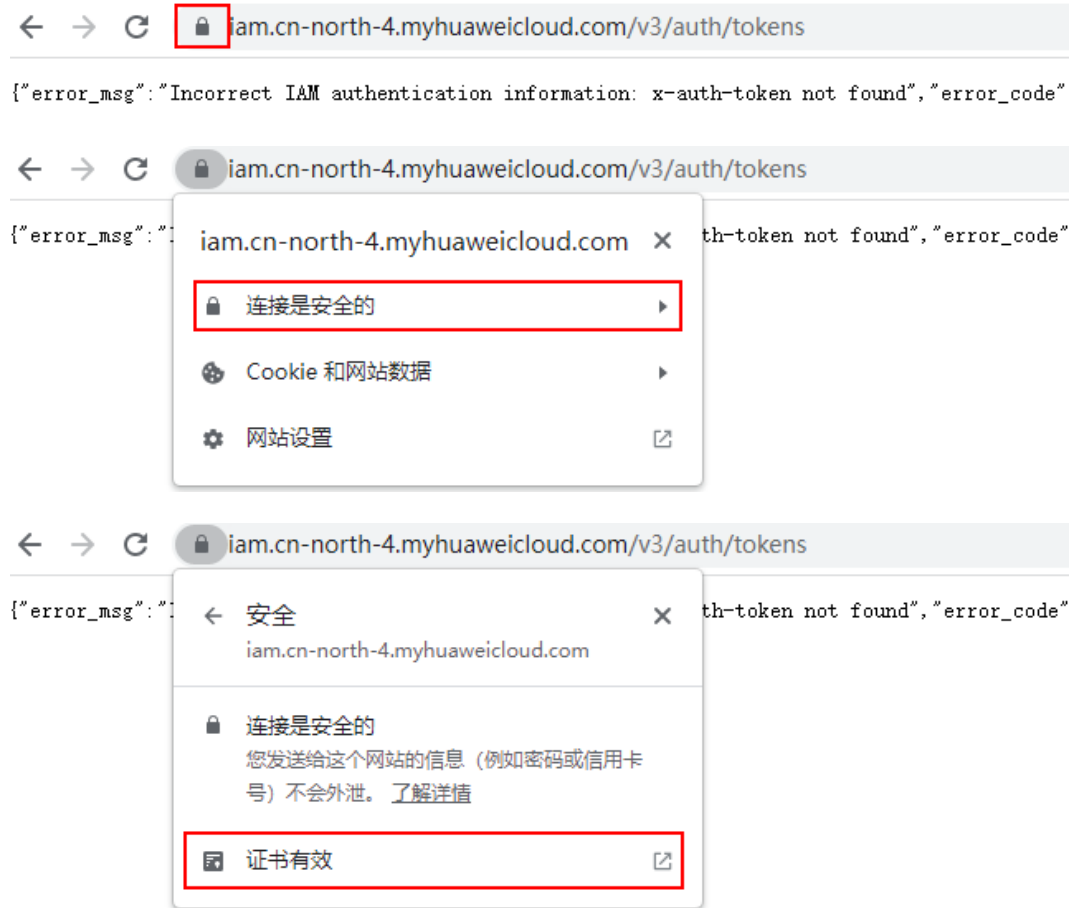 iam.cn-north-4.myhuaweicloud.com/v3/auth/tokens
{"error_msg":"Incorrect IAM authentication information: x-auth-token not found","error_code"
iam.cn-north-4.myhuaweicloud.com/v3/auth/tokens
{"error_msg":"
iam.cn-north-4.myhuaweicloud.com
th-token not found","error_code"
连接是安全的
Cookie 和网站数据
网站设置
iam.cn-north-4.myhuaweicloud.com/v3/auth/tokens
{"error_msg":"
安全
th-token not found","error_code"
iam.cn-north-4.myhuaweicloud.com
连接是安全的
您发送给这个网站的信息（例如密码或信用卡
号）不会外泄。 了解详情
证书有效